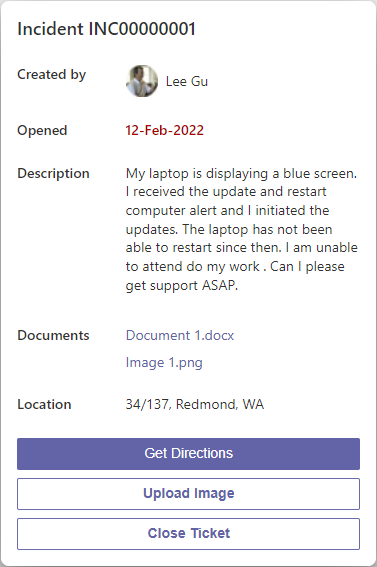 Incident INC00000001
Created by Lee Gu
Opened 12-Feb-2022
Description My laptop is displaying a blue screen.
I received the update and restart
computer alert and I initiated the
updates. The laptop has not been
able to restart since then. I am unable
to attend do my work . Can I please
get support ASAP.
Documents Document 1.docx
Image 1.png
Location 34/137, Redmond, WA
Get Directions
Upload Image
Close Ticket